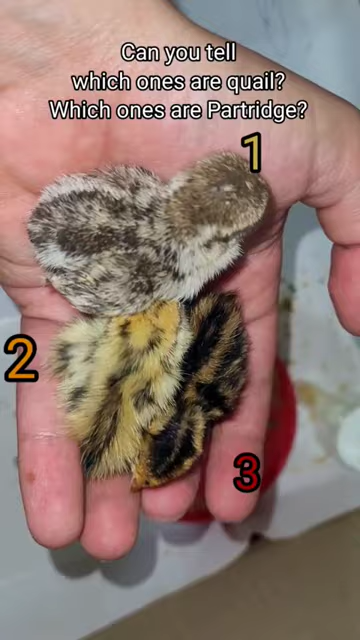 Can you tell
which ones are quail?
Which ones are Partridge?
1
2
3